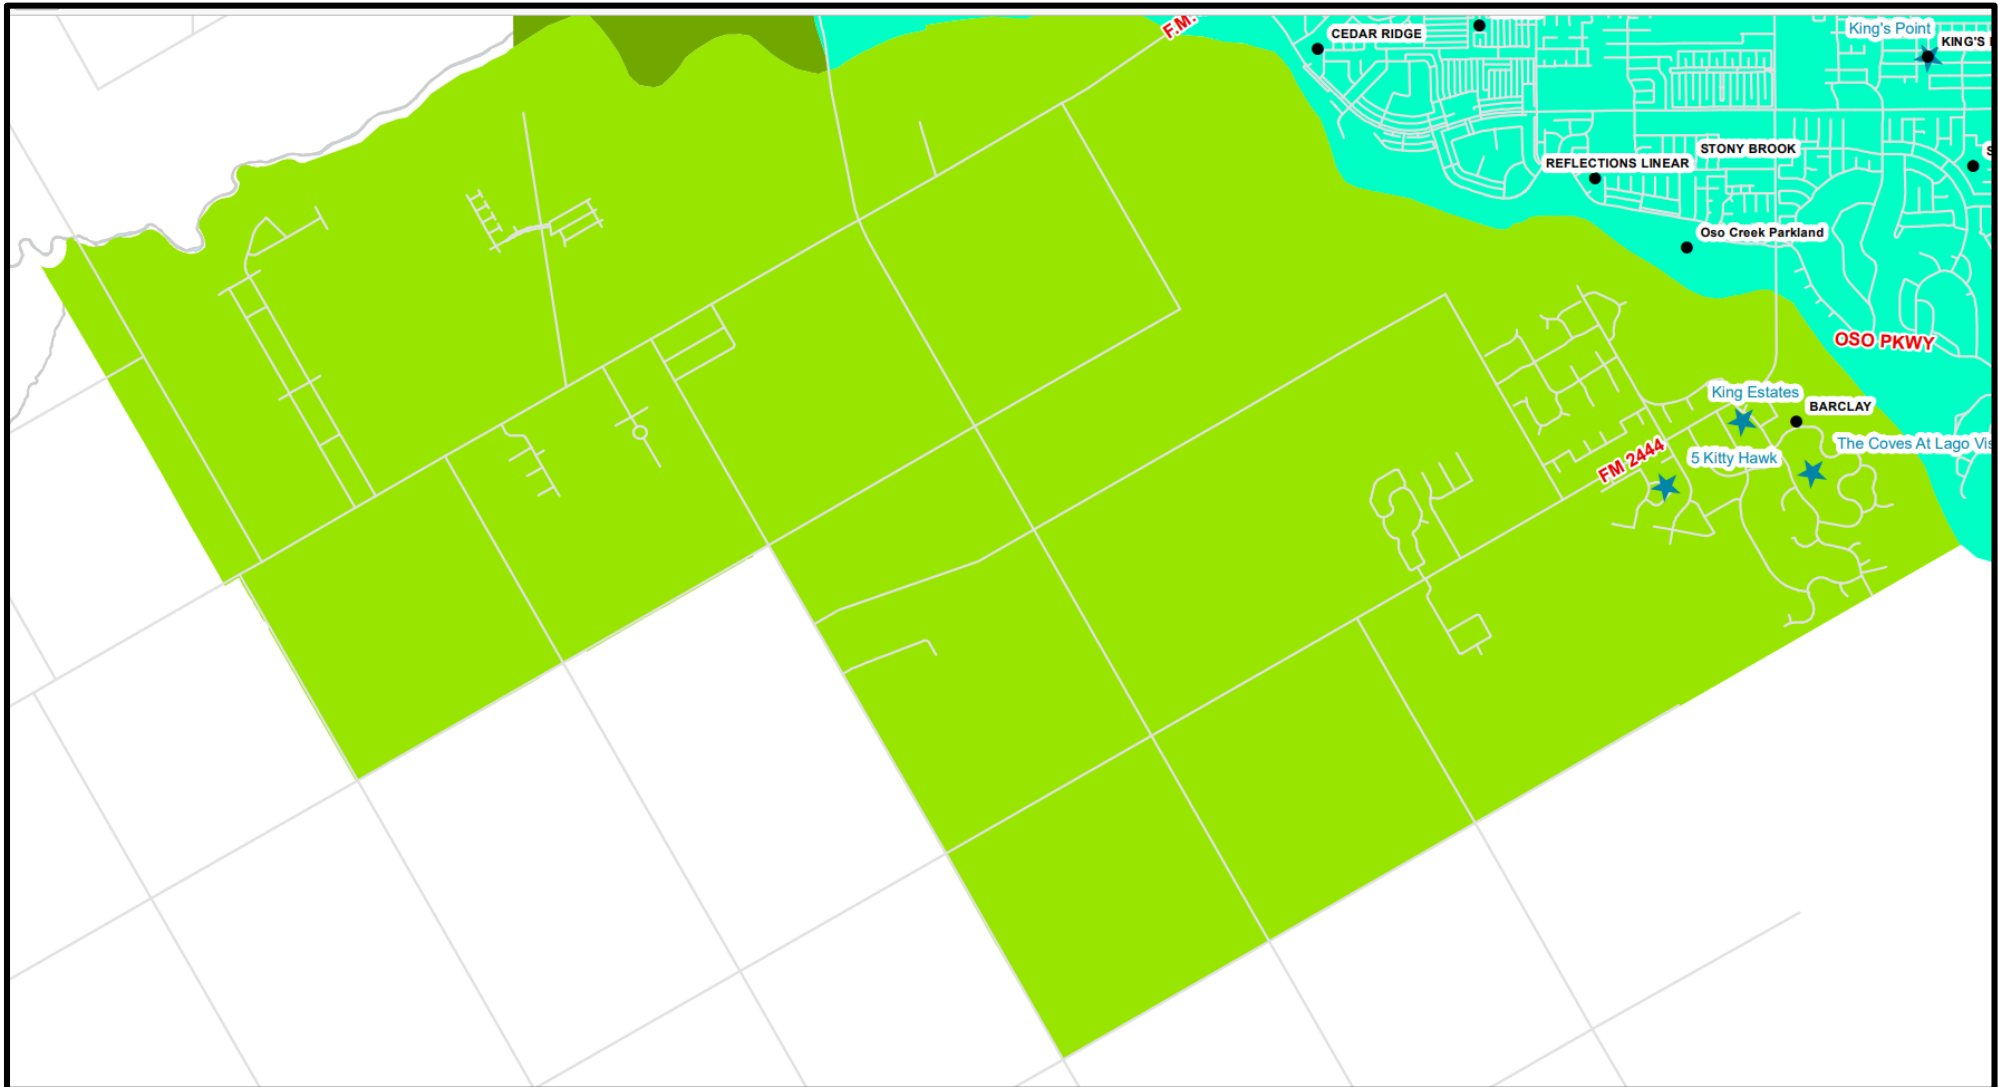 F.M.
CEDAR RIDGE
King's Point
KING'S
STONY BROOK
REFLECTIONS LINEAR
S
Oso Creek Parkland
OSO PKWY
King Estates
BARCLAY
The Coves At Lago Vis
FM 2444
5 Kitty Hawk